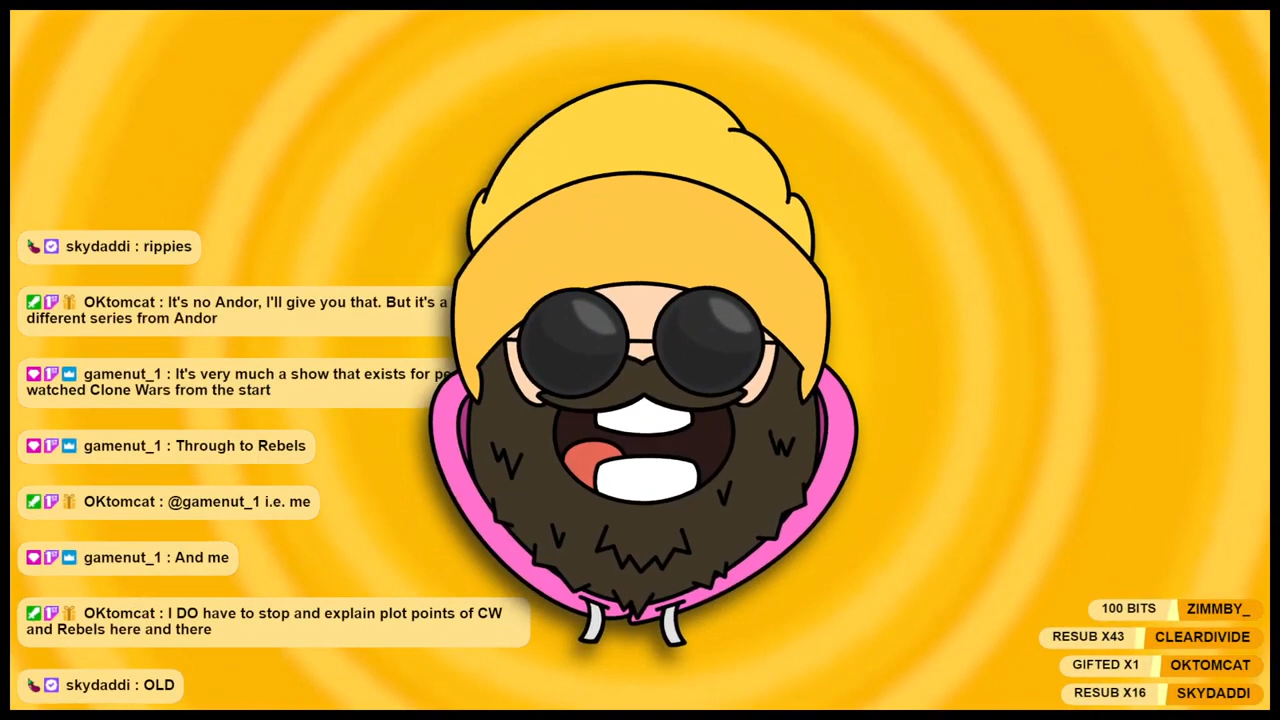 skydaddi : rippies
OKtomcat : It's no Andor, I'll give you that. But it's a
different series from Andor
gamenut_1 : It's very much a show that exists for
watched Clone Wars from the start
gamenut_1 : Through to Rebels
OKtomcat : @gamenut_1 i.e. me
gamenut_1 : And me
OKtomcat : I DO have to stop and explain plot points of CW
and Rebels here and there
skydaddi : OLD
100 BITS ZIMMBY_
RESUB X43 CLEARDIVIDE
GIFTED X1 OKTOMCAT
RESUB X16 SKYDADDI